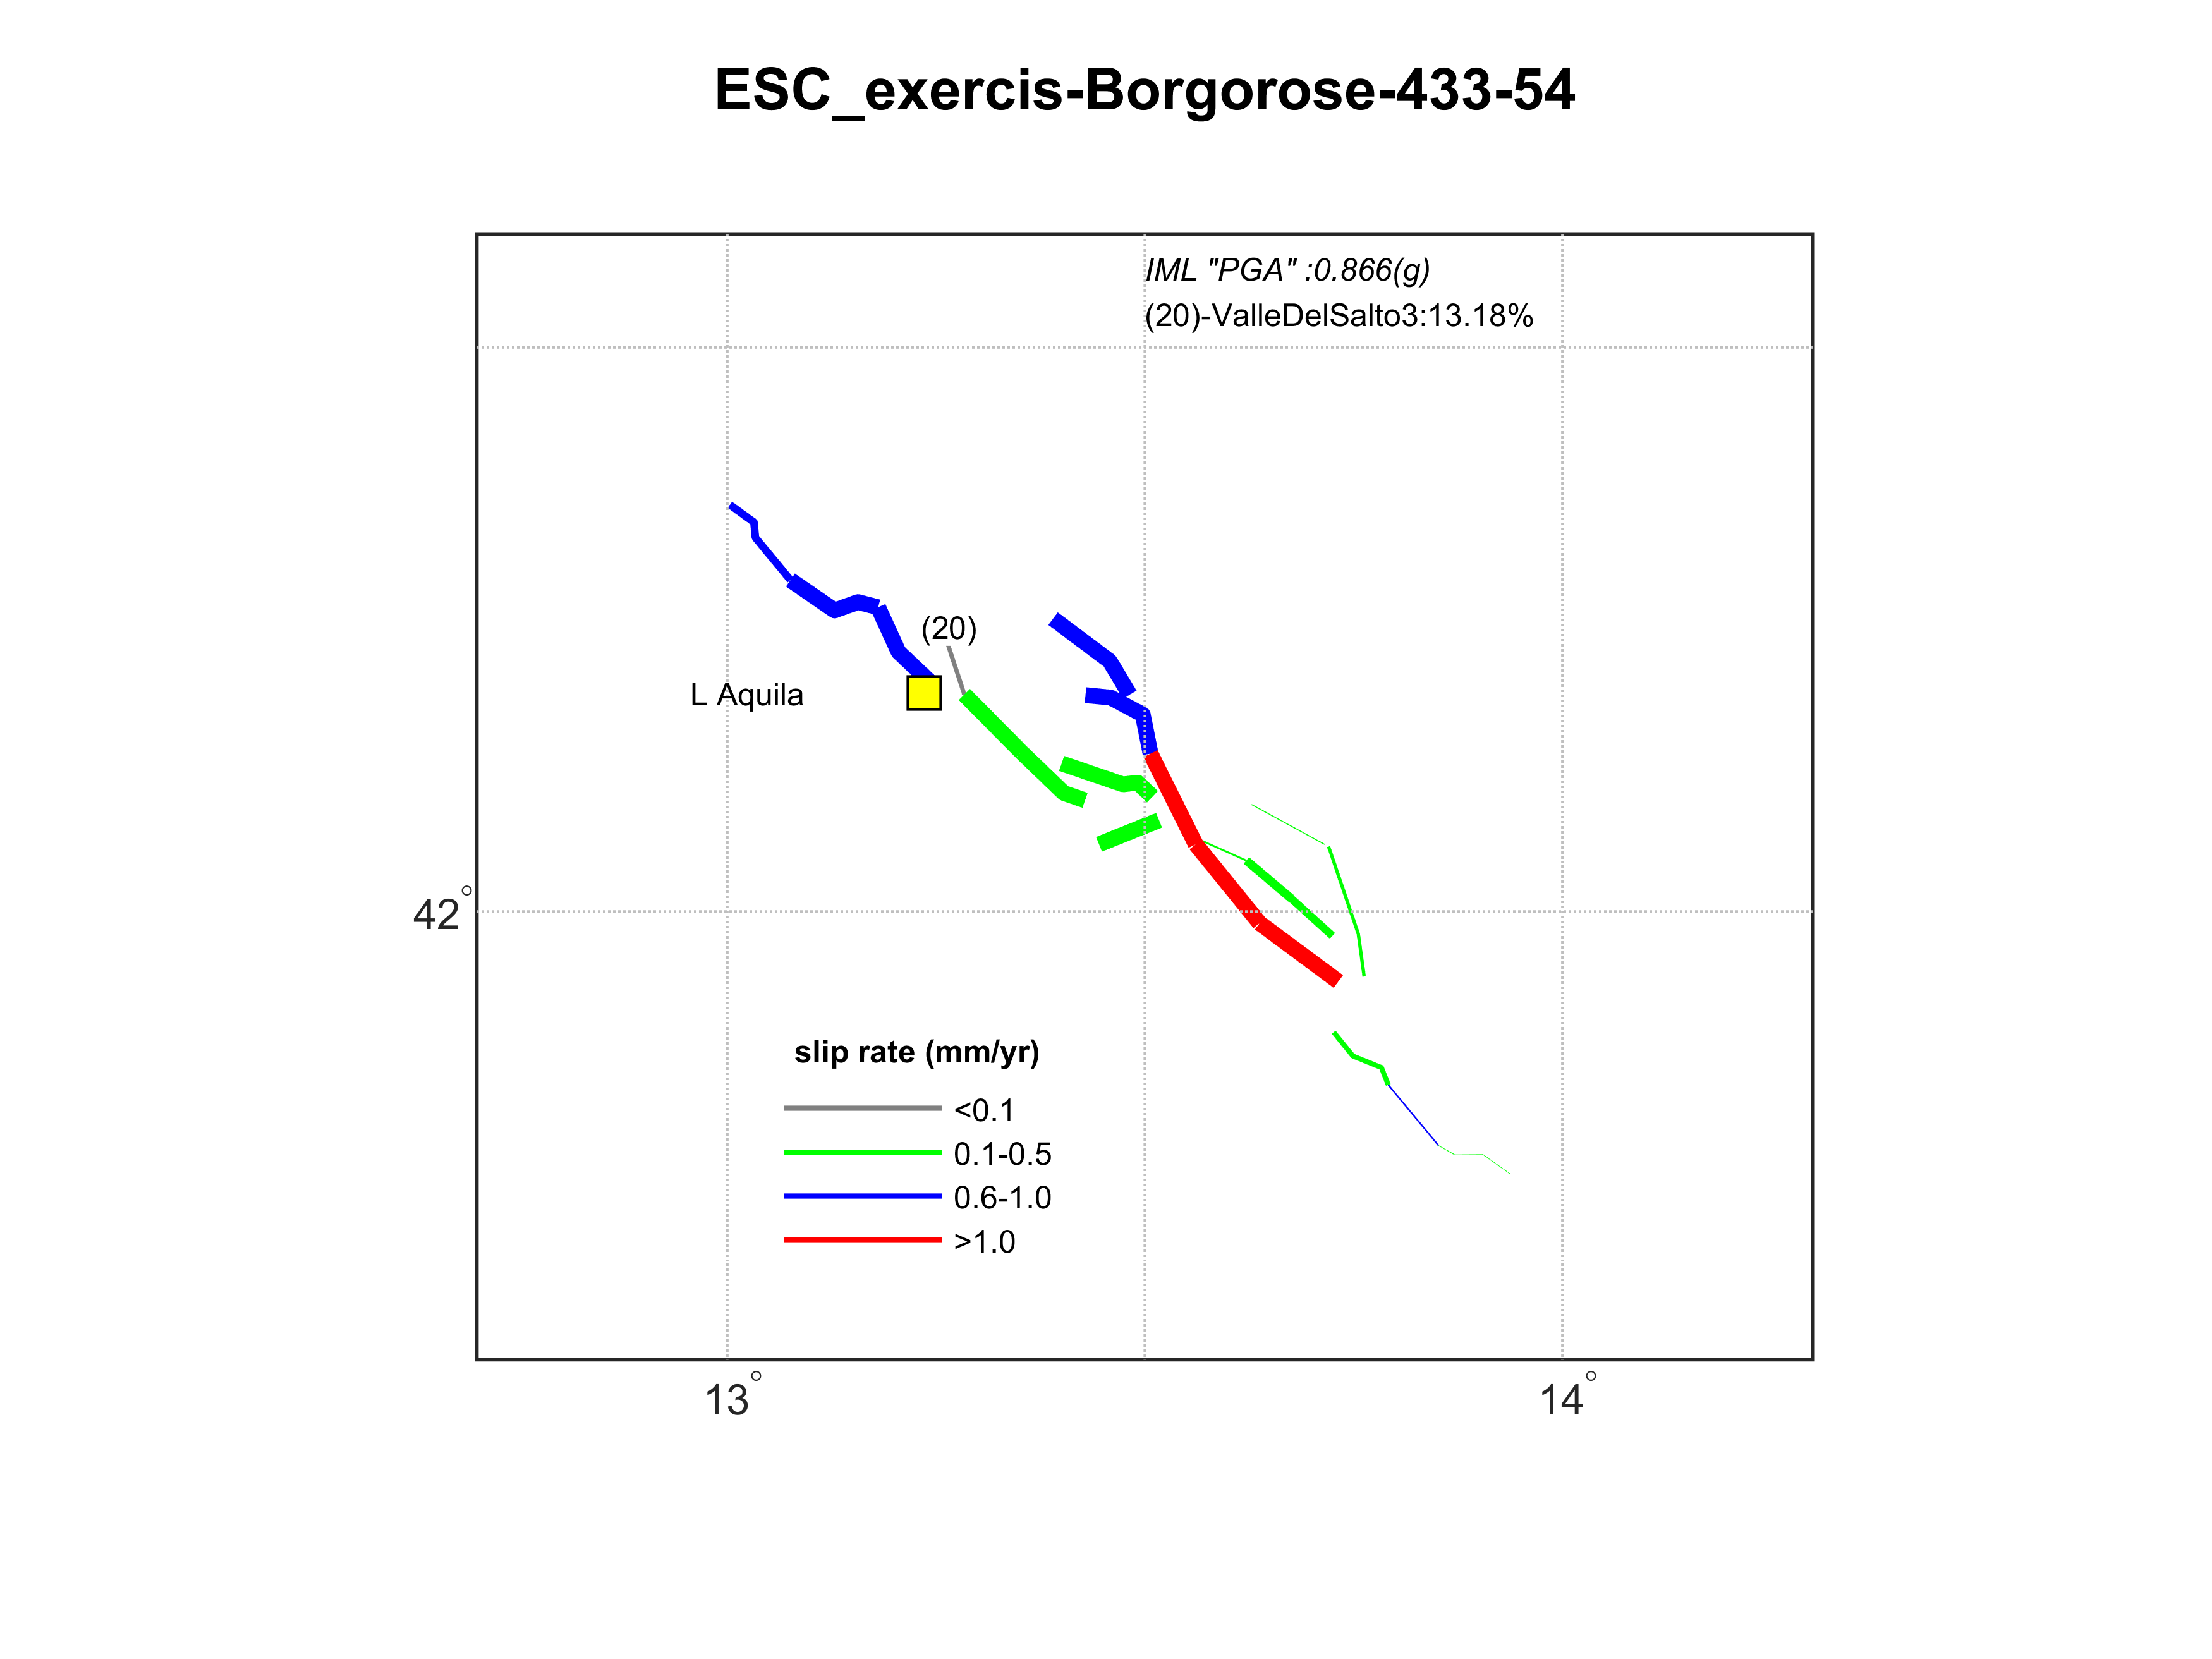 ESC_exercis-Borgorose-433-54
IML "PGA" :0.866(g)
(20)-ValleDelSalto3:13.18%
(20)
L Aquila
42°
slip rate (mm/yr)
<0.1
0.1-0.5
0.6-1.0
>1.0
13°
14°